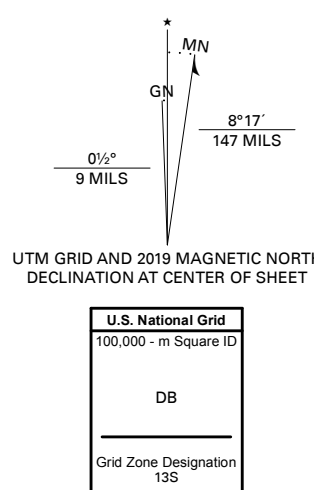 ★
MN
GN
8°17´
147 MILS
0½°
9 MILS
UTM GRID AND 2019 MAGNETIC NORTH
DECLINATION AT CENTER OF SHEET
U.S. National Grid
100,000 - m Square ID
DB
Grid Zone Designation
13S